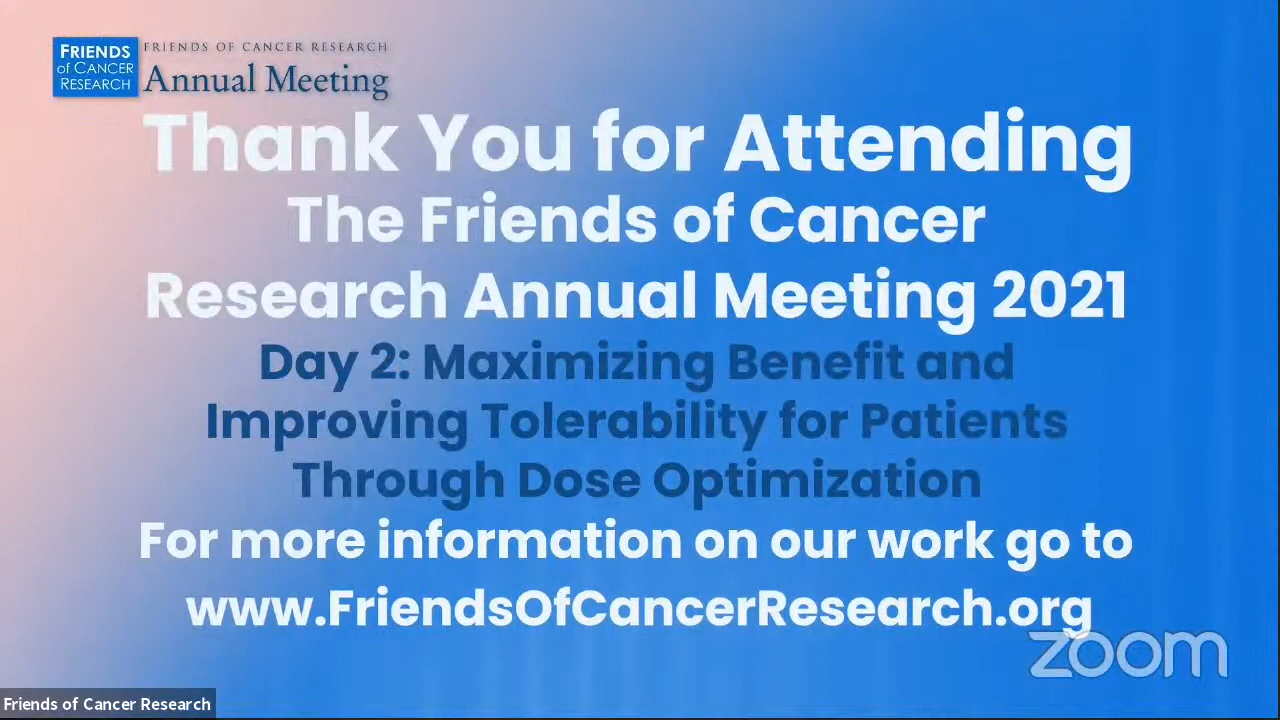 FRIENDS
of CANCER
RESEARCH
FRIENDS OF CANCER RESEARCH
Annual Meeting
Thank You for Attending
The Friends of Cancer
Research Annual Meeting 2021
Day 2: Maximizing Benefit and
Improving Tolerability for Patients
Through Dose Optimization
For more information on our work go to
www.FriendsOfCancerResearch.org
zoom
Friends of Cancer Research